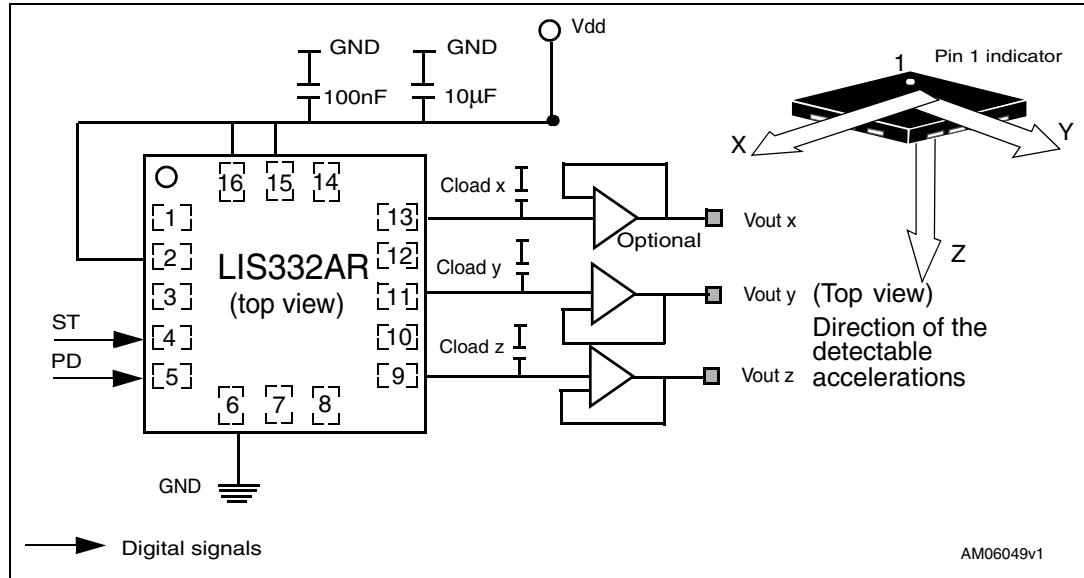 Vdd
GND
GND
100nF
10µF
1
Pin 1 indicator
X
Y
Z
16
15
14
1
2
3
4
5
6
7
8
13
12
11
10
9
LIS332AR
(top view)
ST
PD
GND
Cload x
Cload y
Cload z
Optional
Vout x
Vout y
Vout z
(Top view)
Direction of the
detectable
accelerations
Digital signals
AM06049v1